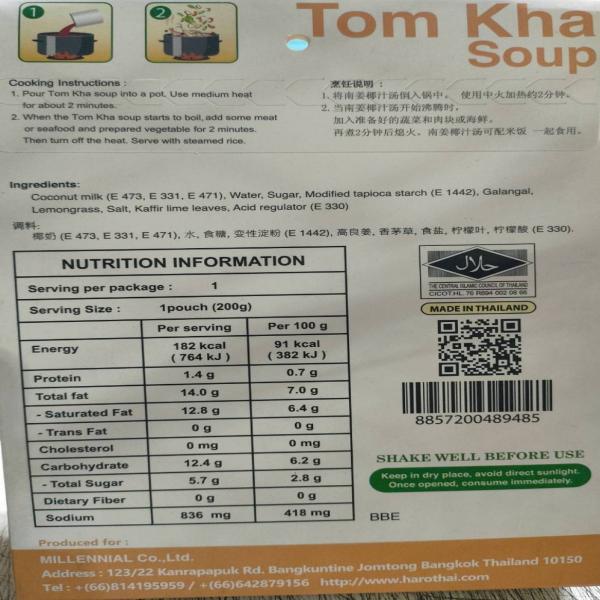 1
2
Tom Kha
Soup
Cooking Instructions :
1. Pour Tom Kha soup into a pot. Use medium heat
for about 2 minutes.
2. When the Tom Kha soup starts to boil, add some meat
or seafood and prepared vegetable for 2 minutes.
Then turn off the heat. Serve with steamed rice.
烹饪说明 :
1. 将南姜椰汁汤倒入锅中。 使用中火加热约2分钟。
2. 当南姜椰汁汤开始沸腾时,
加入准备好的蔬菜和肉块或海鲜。
再煮2分钟后熄火。南姜椰汁汤可配米饭 一起食用。
Ingredients:
Coconut milk (E 473, E 331, E 471), Water, Sugar, Modified tapioca starch (E 1442), Galangal,
Lemongrass, Salt, Kaffir lime leaves, Acid regulator (E 330)
调料:
椰奶 (E 473, E 331, E 471), 水, 食糖, 变性淀粉 (E 1442), 高良姜, 香茅草, 食盐, 柠檬叶, 柠檬酸 (E 330).
NUTRITION INFORMATION
Serving per package : 1
Serving Size : 1pouch (200g)
Per serving Per 100 g
Energy 182 kcal 91 kcal
( 764 kJ ) ( 382 kJ )
Protein 1.4 g 0.7 g
Total fat 14.0 g 7.0 g
- Saturated Fat 12.8 g 6.4 g
- Trans Fat 0 g 0 g
Cholesterol 0 mg 0 mg
Carbohydrate 12.4 g 6.2 g
- Total Sugar 5.7 g 2.8 g
Dietary Fiber 0 g 0 g
Sodium 836 mg 418 mg
حلال
THE CENTRAL ISLAMIC COUNCIL OF THAILAND
CICOT.HL. 76 R694 002 08 66
MADE IN THAILAND
8857200489485
SHAKE WELL BEFORE USE
Keep in dry place, avoid direct sunlight.
Once opened, consume immediately.
BBE
Produced for :
MILLENNIAL Co.,Ltd.
Address : 123/22 Kanrapapuk Rd. Bangkuntine Jomtong Bangkok Thailand 10150
Tel : +(66)814195959 / +(66)642879156 http://www.harothai.com